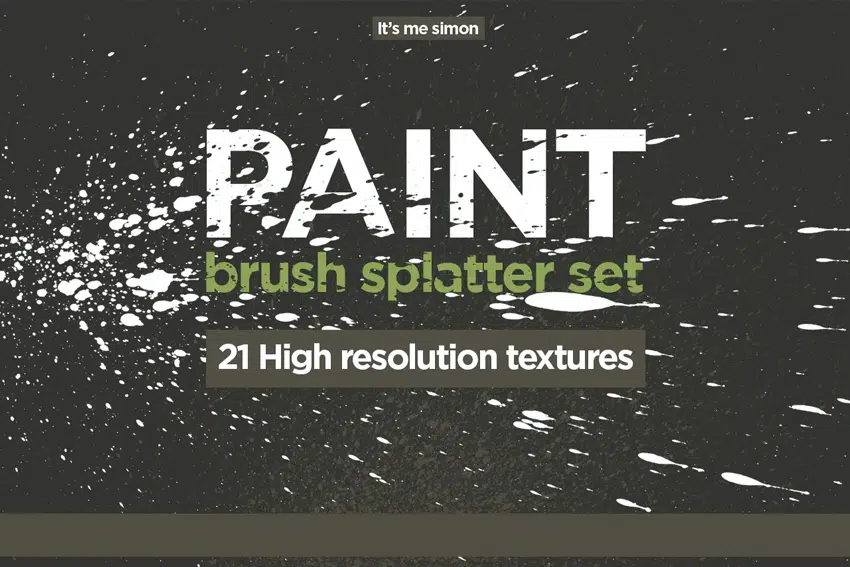 It's me simon
PAINT
brush splatter set
21 High resolution textures